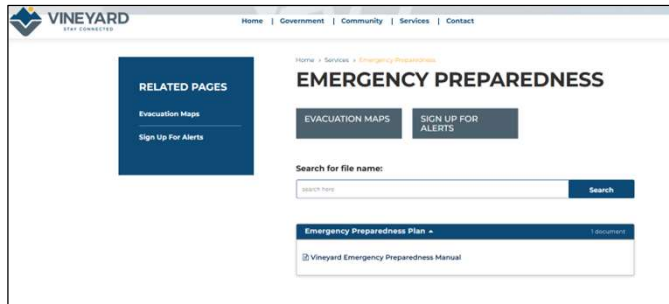 VINEYARD
STAY CONNECTED
Home | Government | Community | Services | Contact
Home > Services > Emergency Preparedness
RELATED PAGES
Evacuation Maps
Sign Up For Alerts
EMERGENCY PREPAREDNESS
EVACUATION MAPS
SIGN UP FOR
ALERTS
Search for file name:
search here
Search
Emergency Preparedness Plan
1 document
Vineyard Emergency Preparedness Manual